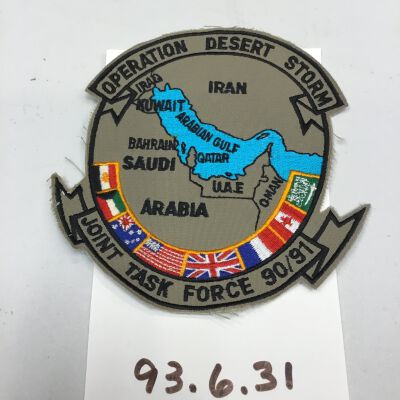 OPERATION DESERT STORM
IRAQ
IRAN
KUWAIT
ARABIAN GULF
BAHRAIN
QATAR
SAUDI
U.A.E
OMAN
ARABIA
JOINT TASK FORCE 90/91
93.6.31